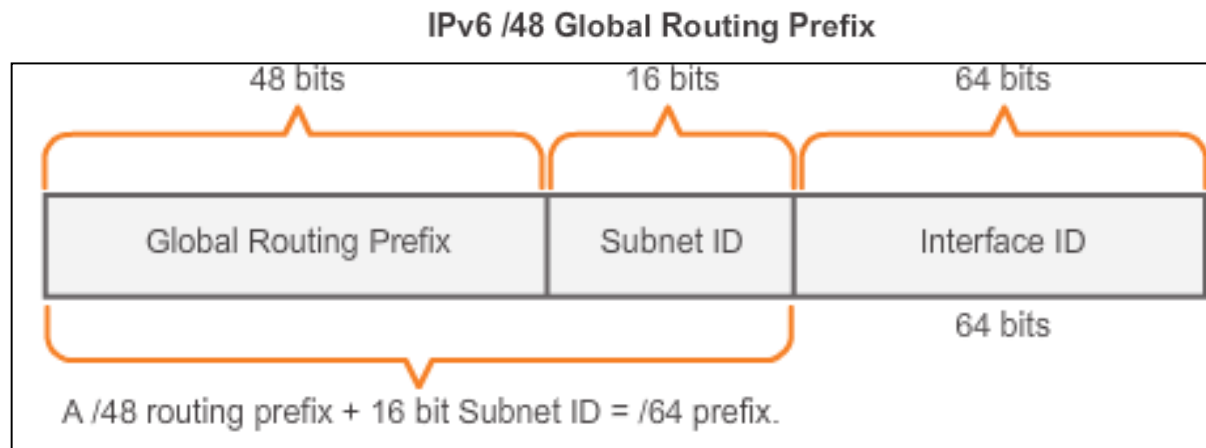 IPv6 /48 Global Routing Prefix
48 bits 16 bits 64 bits
Global Routing Prefix Subnet ID Interface ID
64 bits
A /48 routing prefix + 16 bit Subnet ID = /64 prefix.